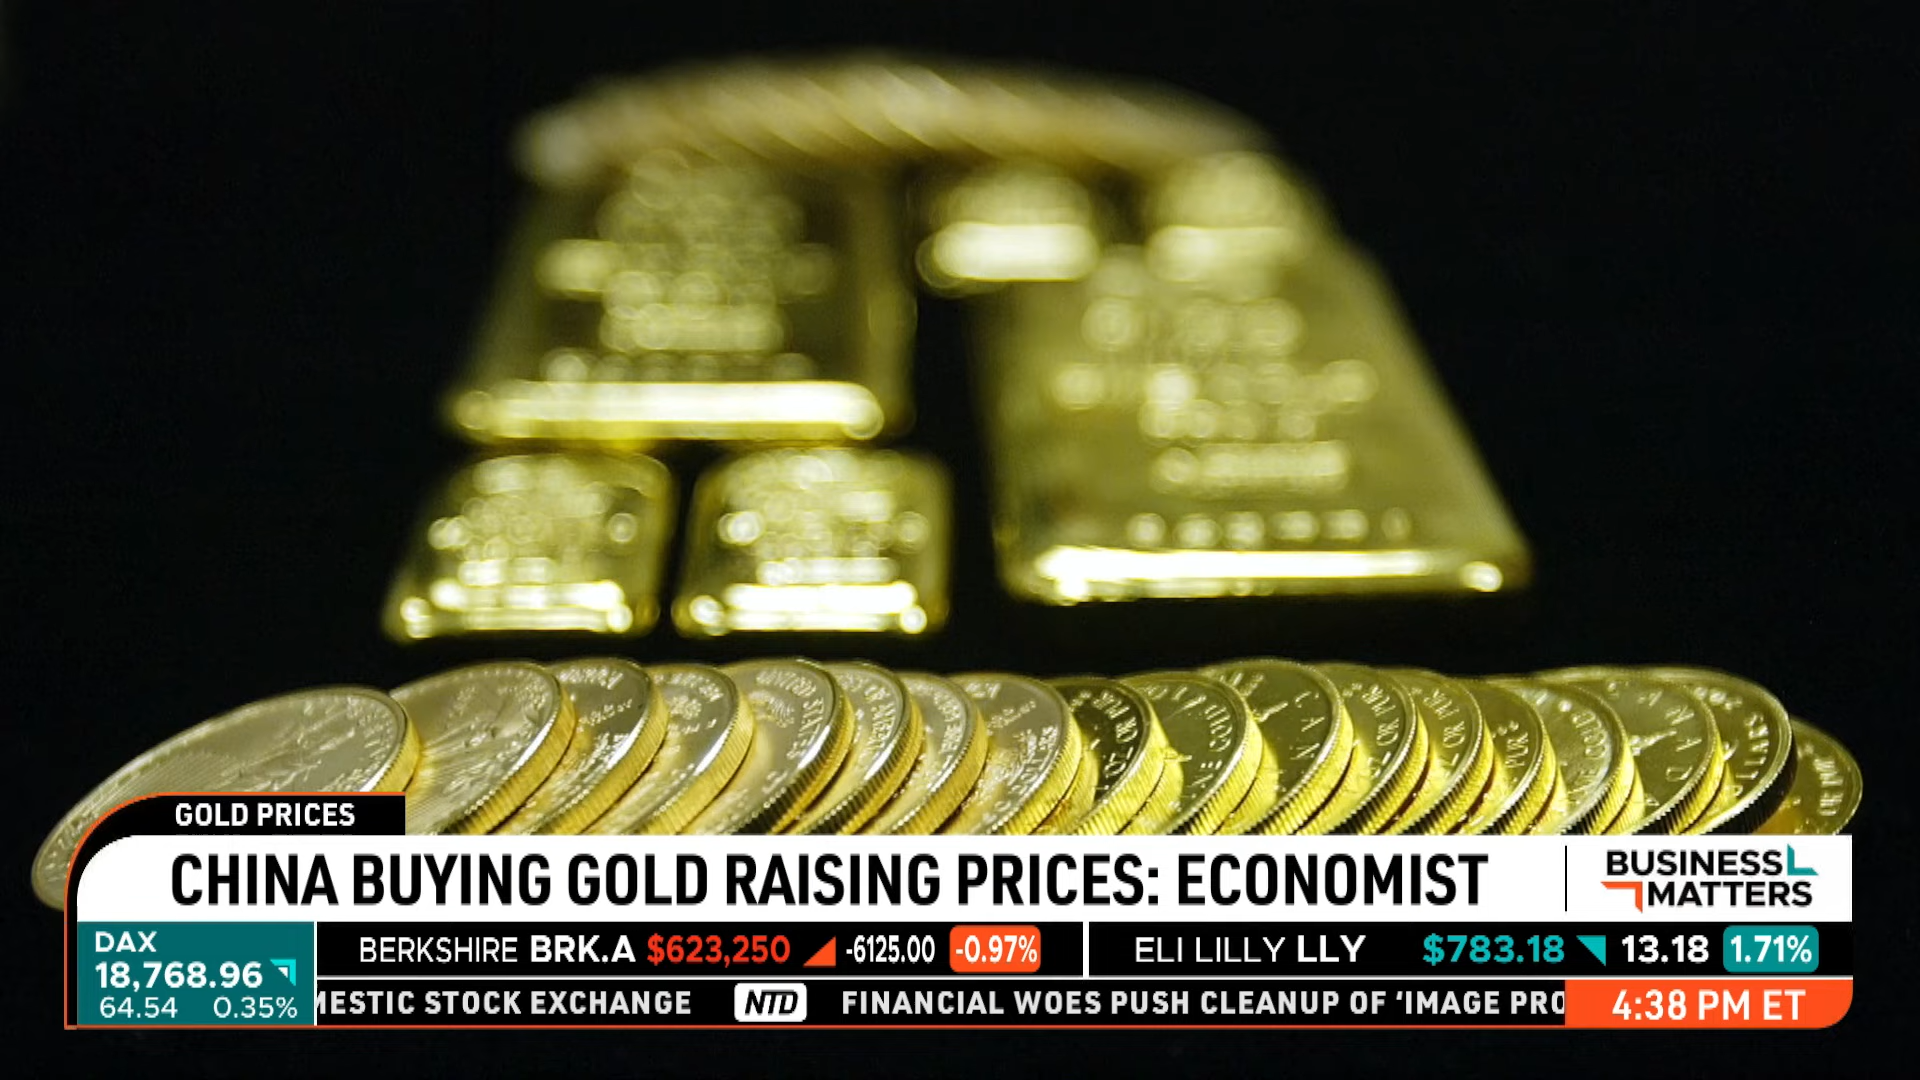 GOLD PRICES
CHINA BUYING GOLD RAISING PRICES: ECONOMIST
BUSINESS
MATTERS
DAX
18,768.96
64.54 0.35%
BERKSHIRE BRK.A $623,250 -6125.00 -0.97%
ELI LILLY LLY $783.18 13.18 1.71%
MESTIC STOCK EXCHANGE NTD FINANCIAL WOES PUSH CLEANUP OF ‘IMAGE PRO
4:38 PM ET